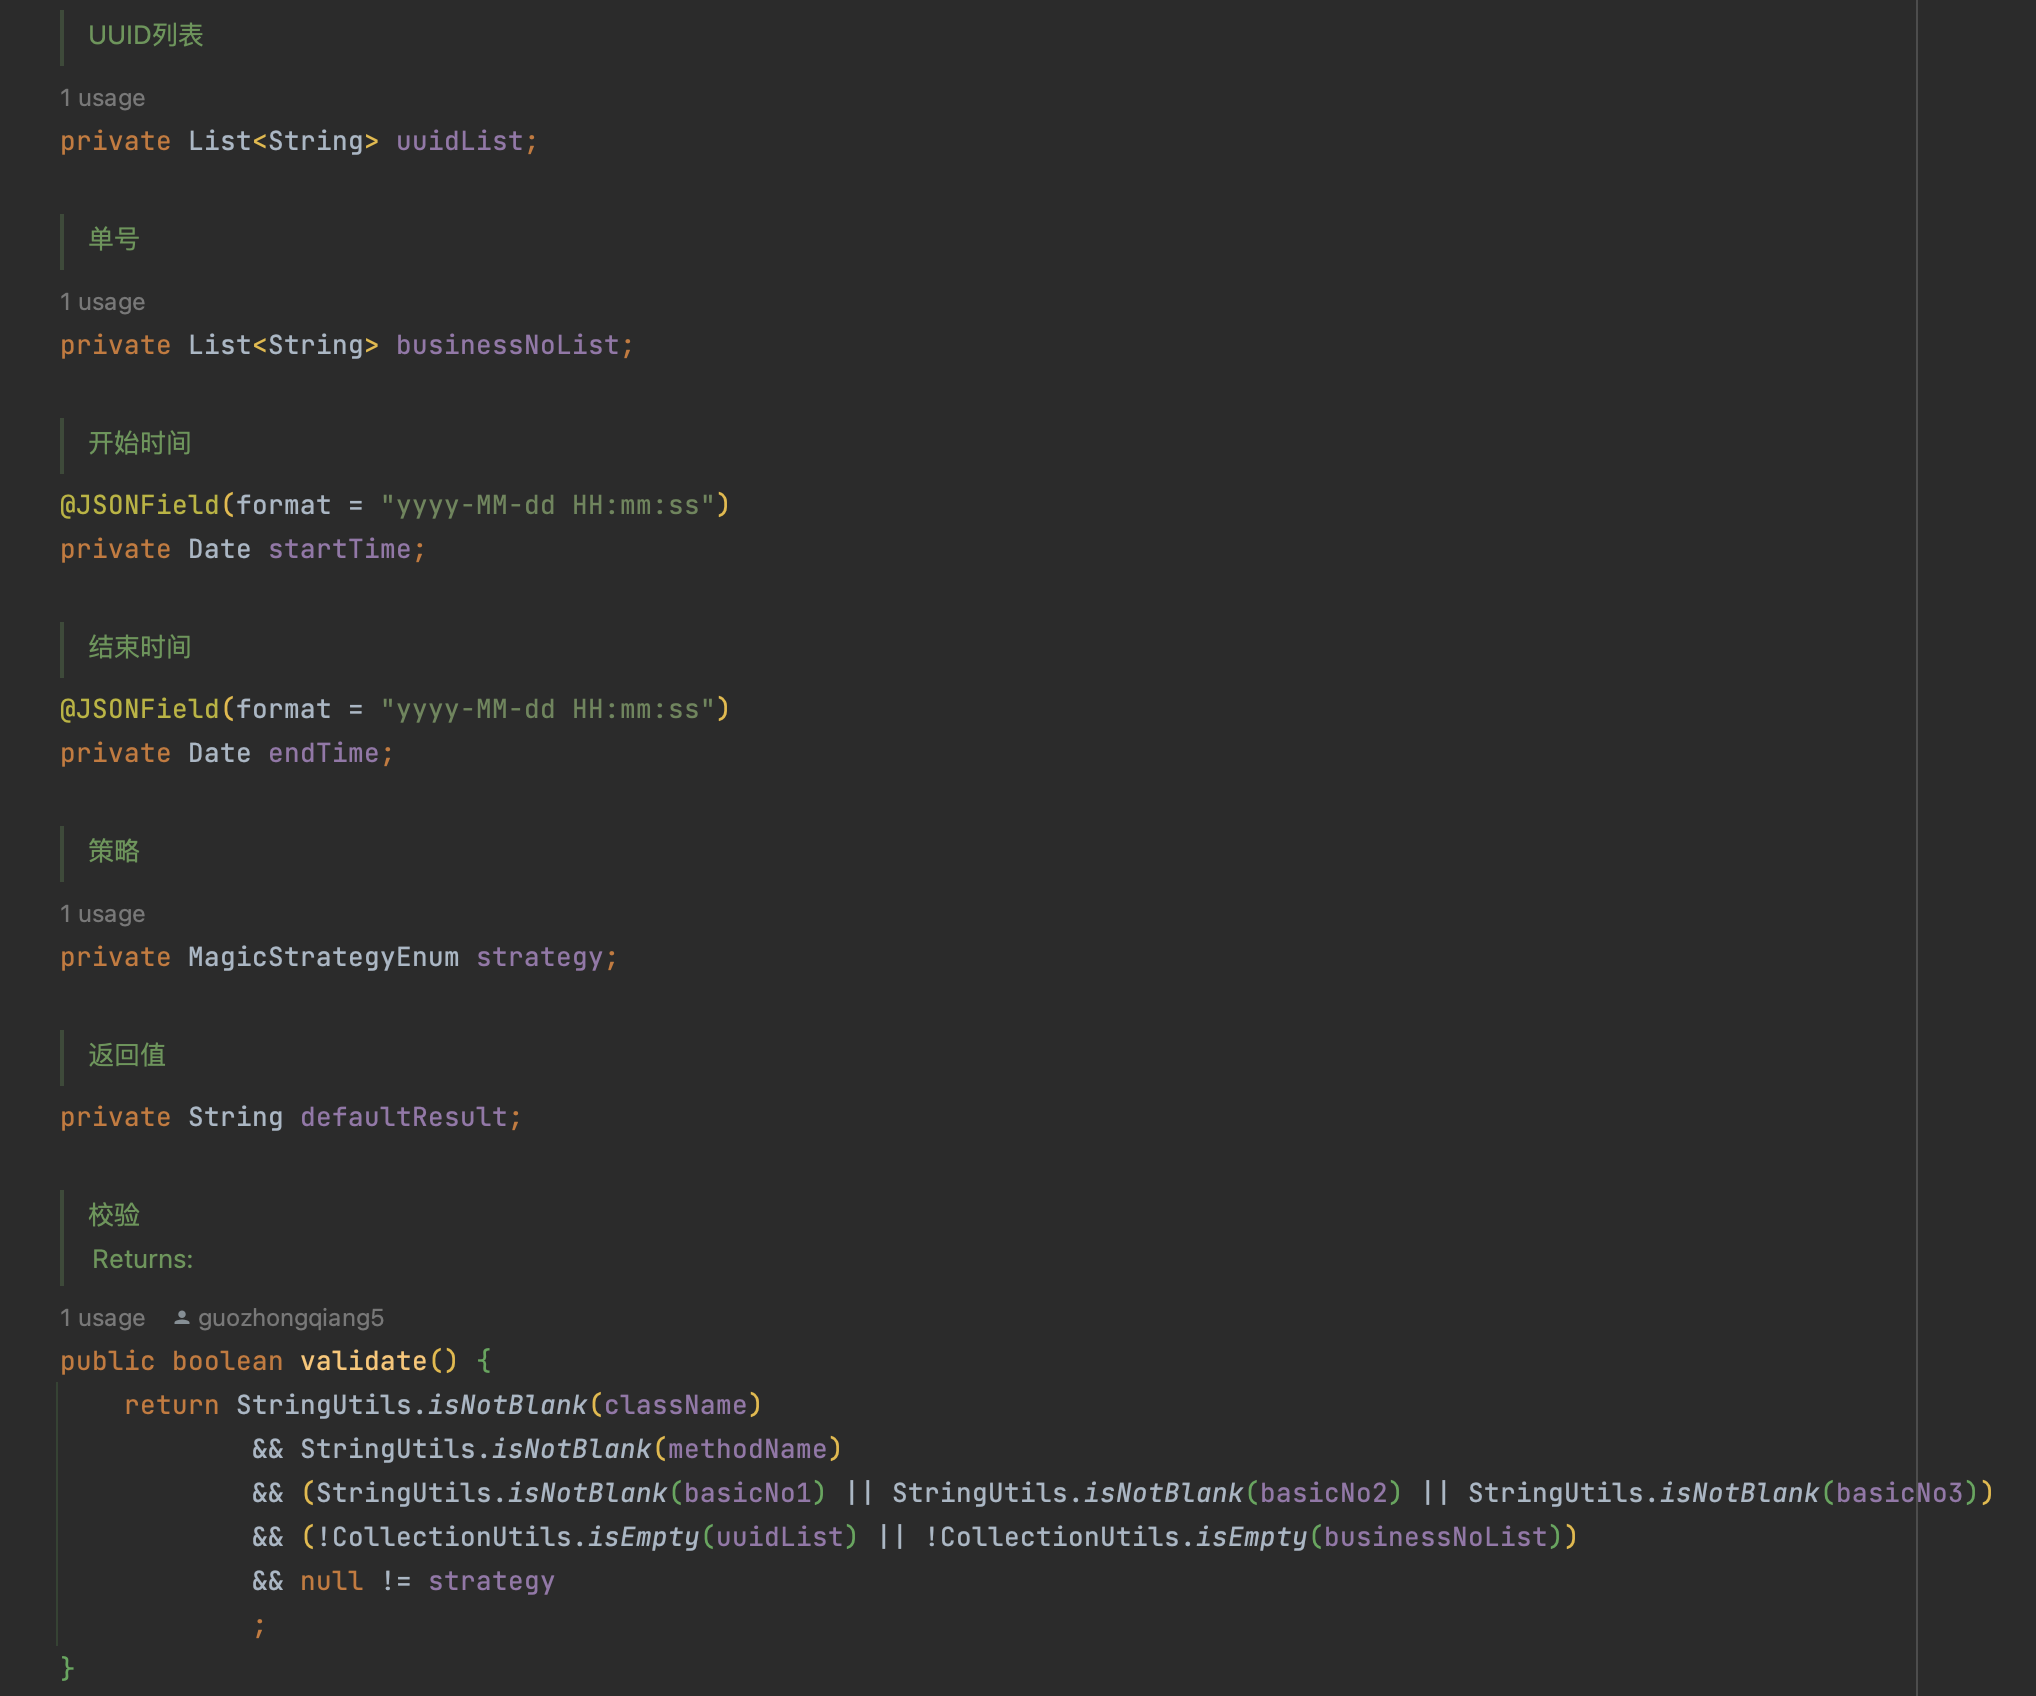 UUID列表
1 usage
private List<String> uuidList;
单号
1 usage
private List<String> businessNoList;
开始时间
@JSONField(format = "yyyy-MM-dd HH:mm:ss")
private Date startTime;
结束时间
@JSONField(format = "yyyy-MM-dd HH:mm:ss")
private Date endTime;
策略
1 usage
private MagicStrategyEnum strategy;
返回值
private String defaultResult;
校验
Returns:
1 usage guozhongqiang5
public boolean validate() {
return StringUtils.isNotBlank(className)
&& StringUtils.isNotBlank(methodName)
&& (StringUtils.isNotBlank(basicNo1) || StringUtils.isNotBlank(basicNo2) || StringUtils.isNotBlank(basicNo3))
&& (!CollectionUtils.isEmpty(uuidList) || !CollectionUtils.isEmpty(businessNoList))
&& null != strategy
;
}